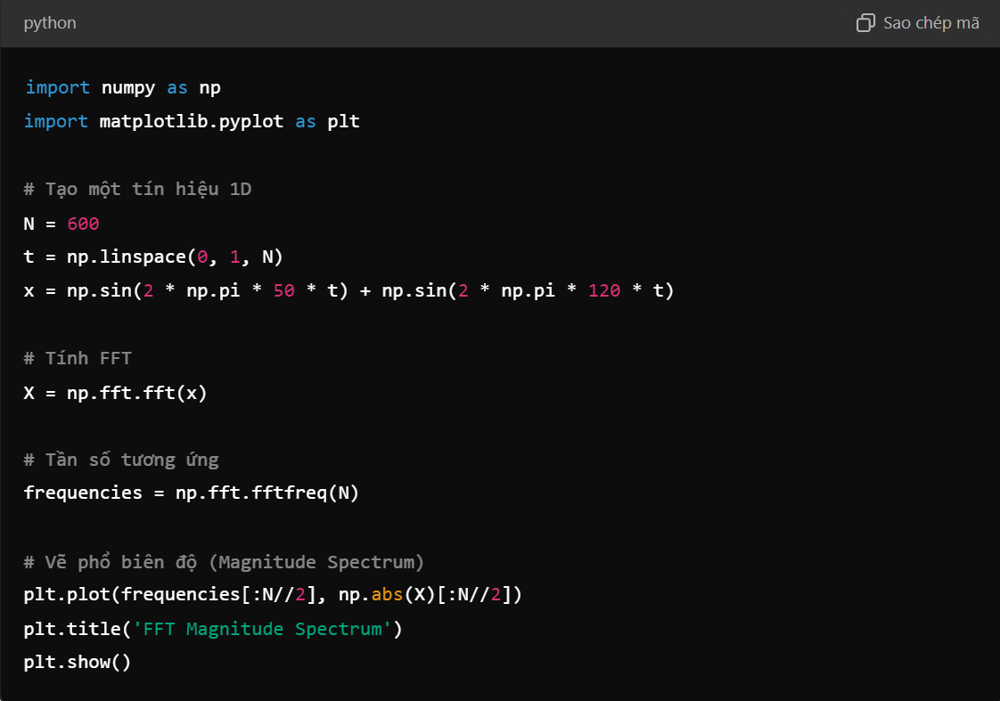 python
Sao chép mã
import numpy as np
import matplotlib.pyplot as plt
# Tạo một tín hiệu 1D
N = 600
t = np.linspace(0, 1, N)
x = np.sin(2 * np.pi * 50 * t) + np.sin(2 * np.pi * 120 * t)
# Tính FFT
X = np.fft.fft(x)
# Tần số tương ứng
frequencies = np.fft.fftfreq(N)
# Vẽ phổ biên độ (Magnitude Spectrum)
plt.plot(frequencies[:N//2], np.abs(X)[:N//2])
plt.title('FFT Magnitude Spectrum')
plt.show()